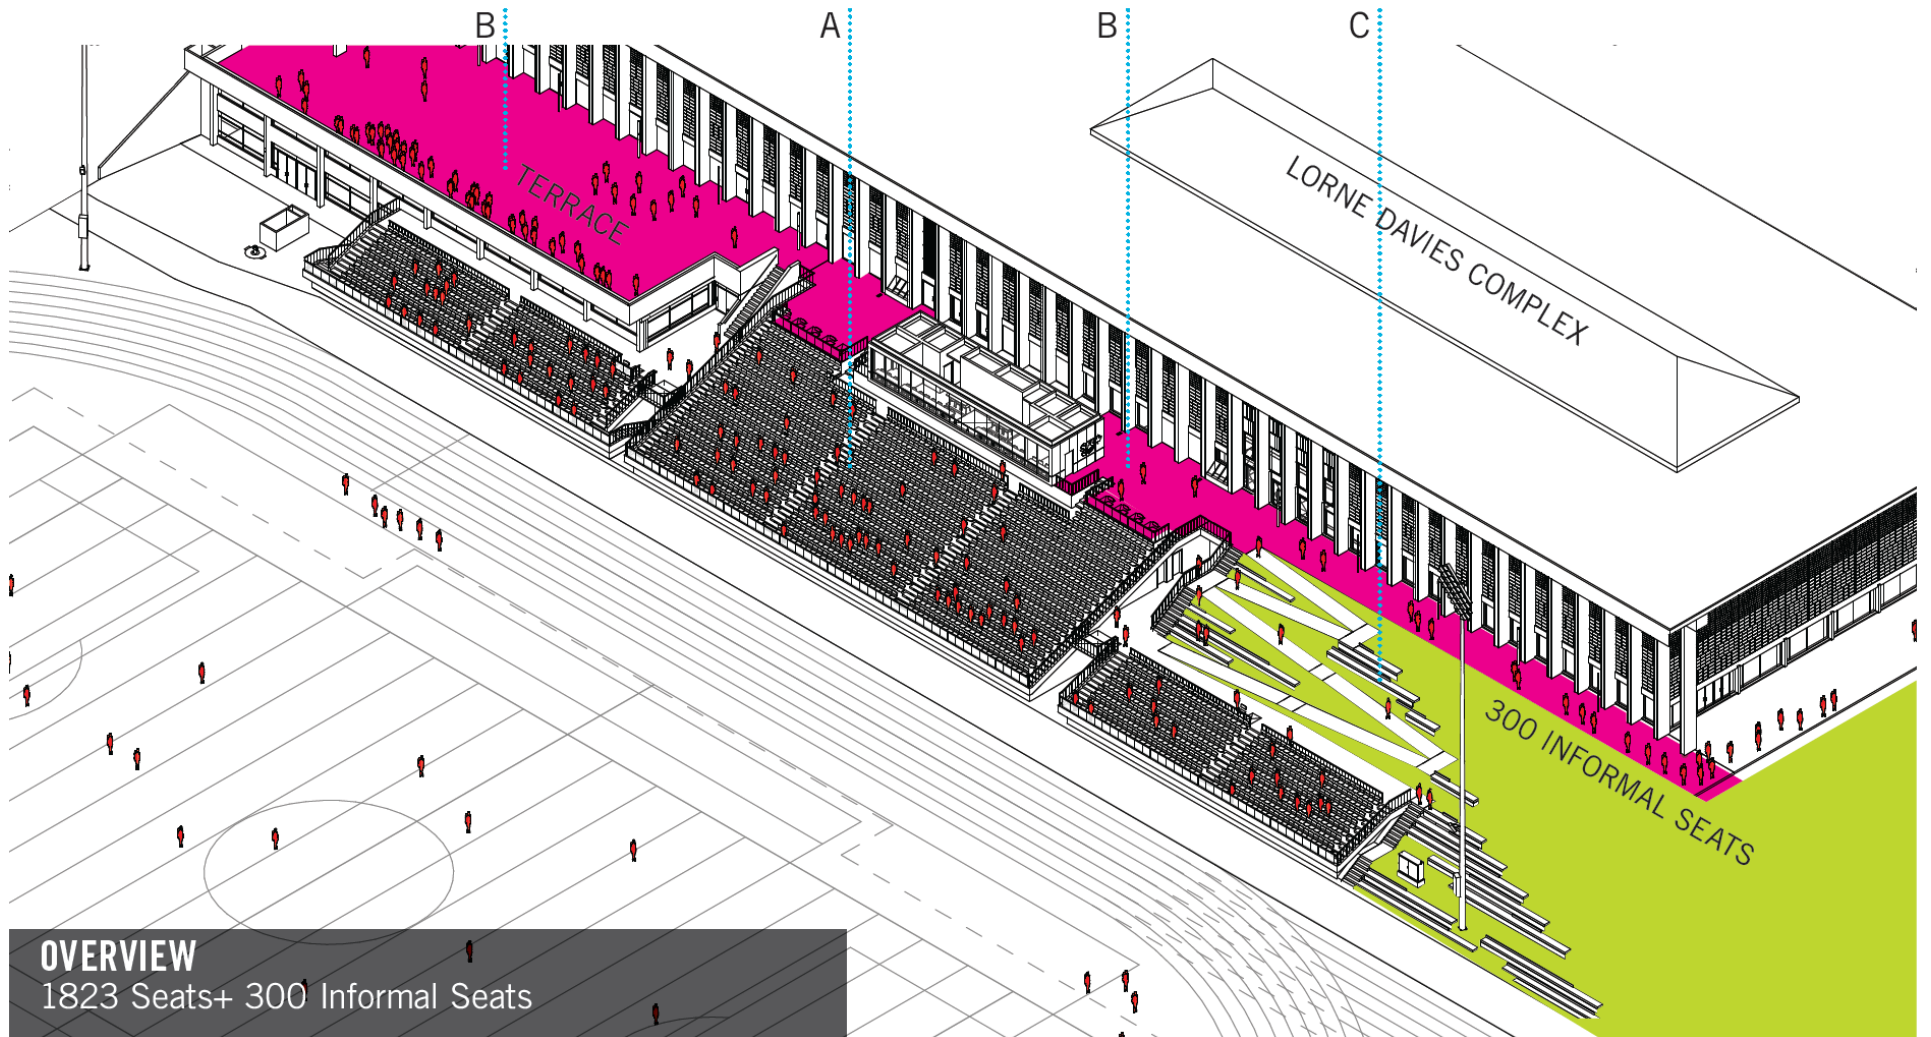 B
A
B
C
TERRACE
LORNE DAVIES COMPLEX
300 INFORMAL SEATS
OVERVIEW
1823 Seats+ 300 Informal Seats